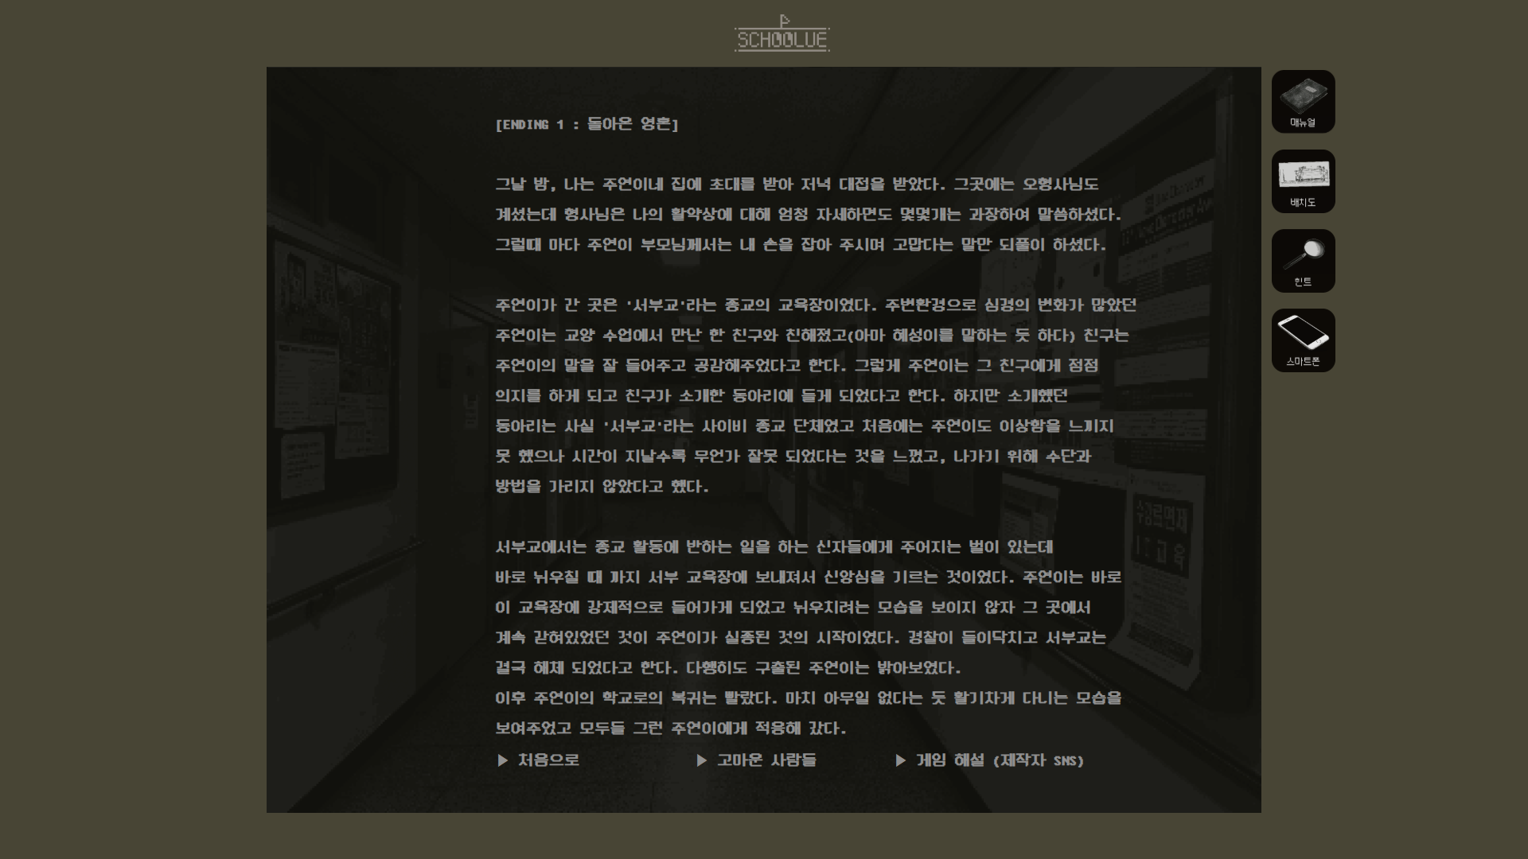 SCHOOLUE
[ENDING 1 : 돌아온 영혼]
그날 밤, 나는 주연이네 집에 초대를 받아 저녁 대접을 받았다. 그곳에는 오형사님도
계셨는데 형사님은 나의 활약상에 대해 엄청 자세하면도 몇몇개는 과장하여 말씀하셨다.
그럴때 마다 주연이 부모님께서는 내 손을 잡아 주시며 고맙다는 말만 되풀이 하셨다.
주연이가 간 곳은 '서부교'라는 종교의 교육장이었다. 주변환경으로 심경의 변화가 많았던
주연이는 교양 수업에서 만난 한 친구와 친해졌고(아마 혜성이를 말하는 듯 하다) 친구는
주연이의 말을 잘 들어주고 공감해주었다고 한다. 그렇게 주연이는 그 친구에게 점점
의지를 하게 되고 친구가 소개한 동아리에 들게 되었다고 한다. 하지만 소개했던
동아리는 사실 '서부교'라는 사이비 종교 단체였고 처음에는 주연이도 이상함을 느끼지
못 했으나 시간이 지날수록 무언가 잘못 되었다는 것을 느꼈고, 나가기 위해 수단과
방법을 가리지 않았다고 했다.
서부교에서는 종교 활동에 반하는 일을 하는 신자들에게 주어지는 벌이 있는데
바로 뉘우칠 때 까지 서부 교육장에 보내져서 신앙심을 기르는 것이었다. 주연이는 바로
이 교육장에 강제적으로 들어가게 되었고 뉘우치려는 모습을 보이지 않자 그 곳에서
계속 갇혀있었던 것이 주연이가 실종된 것의 시작이었다. 경찰이 들이닥치고 서부교는
결국 해체 되었다고 한다. 다행히도 구출된 주연이는 밝아보였다.
이후 주연이의 학교로의 복귀는 빨랐다. 마치 아무일 없다는 듯 활기차게 다니는 모습을
보여주었고 모두들 그런 주연이에게 적응해 갔다.
▶ 처음으로 ▶ 고마운 사람들 ▶ 게임 해설 (제작자 SNS)
매뉴얼
배치도
힌트
스마트폰
수강료면제
IT교육